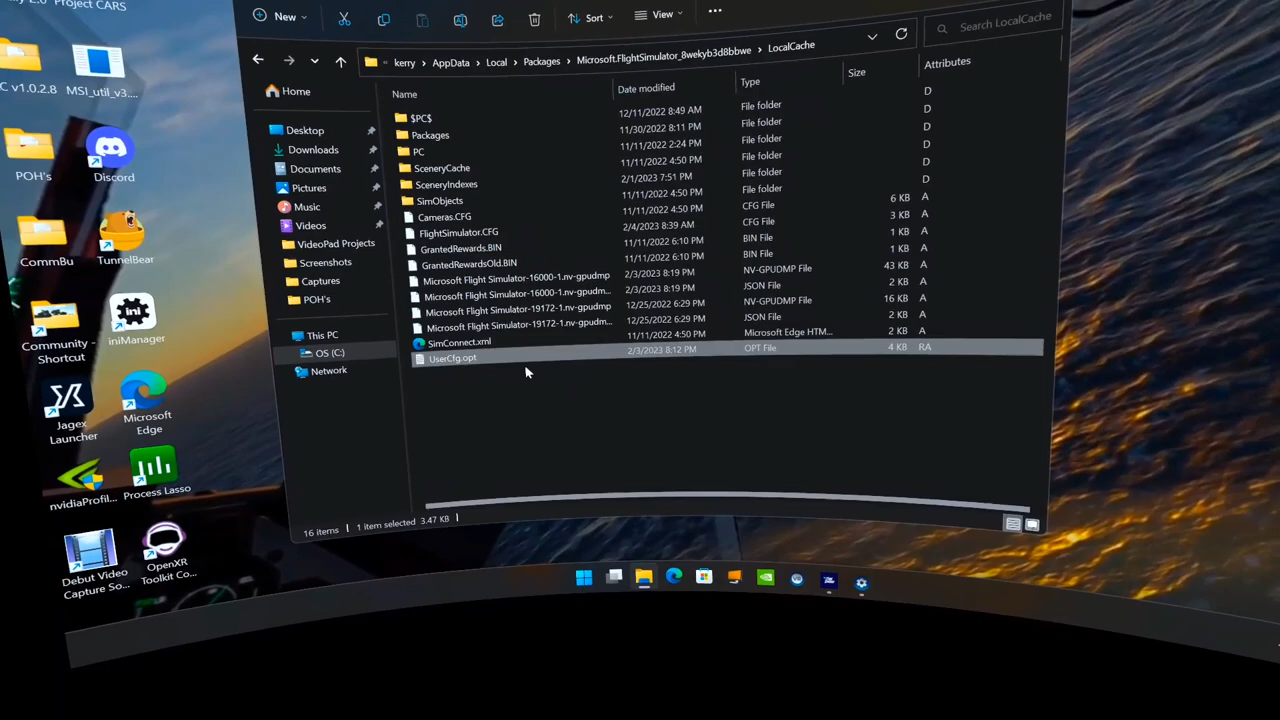 Project CARS
C v1.0.2.8
MSI_util_v3....
POH's
Discord
CommBu
TunnelBear
Community -
Shortcut
iniManager
Jagex
Launcher
Microsoft
Edge
nvidiaProfil...
Process Lasso
Debut Video
Capture So...
OpenXR
Toolkit Co...
New
Sort
View
kerry > AppData > Local > Packages > Microsoft.FlightSimulator_8wekyb3d8bbwe > LocalCache
Search LocalCache
Home
Desktop
Downloads
Documents
Pictures
Music
Videos
VideoPad Projects
Screenshots
Captures
POH's
This PC
OS (C:)
Network
Name Date modified Type Size Attributes
$PC$ 12/11/2022 8:49 AM File folder D
Packages 11/30/2022 8:11 PM File folder D
PC 11/11/2022 2:24 PM File folder D
SceneryCache 11/11/2022 4:50 PM File folder D
SceneryIndexes 2/1/2023 7:51 PM File folder D
SimObjects 11/11/2022 4:50 PM File folder D
Cameras.CFG 11/11/2022 4:50 PM CFG File 6 KB A
FlightSimulator.CFG 2/4/2023 8:39 AM CFG File 3 KB A
GrantedRewards.BIN 11/11/2022 6:10 PM BIN File 1 KB A
GrantedRewardsOld.BIN 11/11/2022 6:10 PM BIN File 1 KB A
Microsoft Flight Simulator-16000-1.nv-gpudmp 2/3/2023 8:19 PM NV-GPUDMP File 43 KB A
Microsoft Flight Simulator-16000-1.nv-gpudm... 2/3/2023 8:19 PM JSON File 2 KB A
Microsoft Flight Simulator-19172-1.nv-gpudmp 12/25/2022 6:29 PM NV-GPUDMP File 16 KB A
Microsoft Flight Simulator-19172-1.nv-gpudm... 12/25/2022 6:29 PM JSON File 2 KB A
SimConnect.xml 11/11/2022 4:50 PM Microsoft Edge HTM... 2 KB A
UserCfg.opt 2/3/2023 8:12 PM OPT File 4 KB RA
16 items 1 item selected 3.47 KB